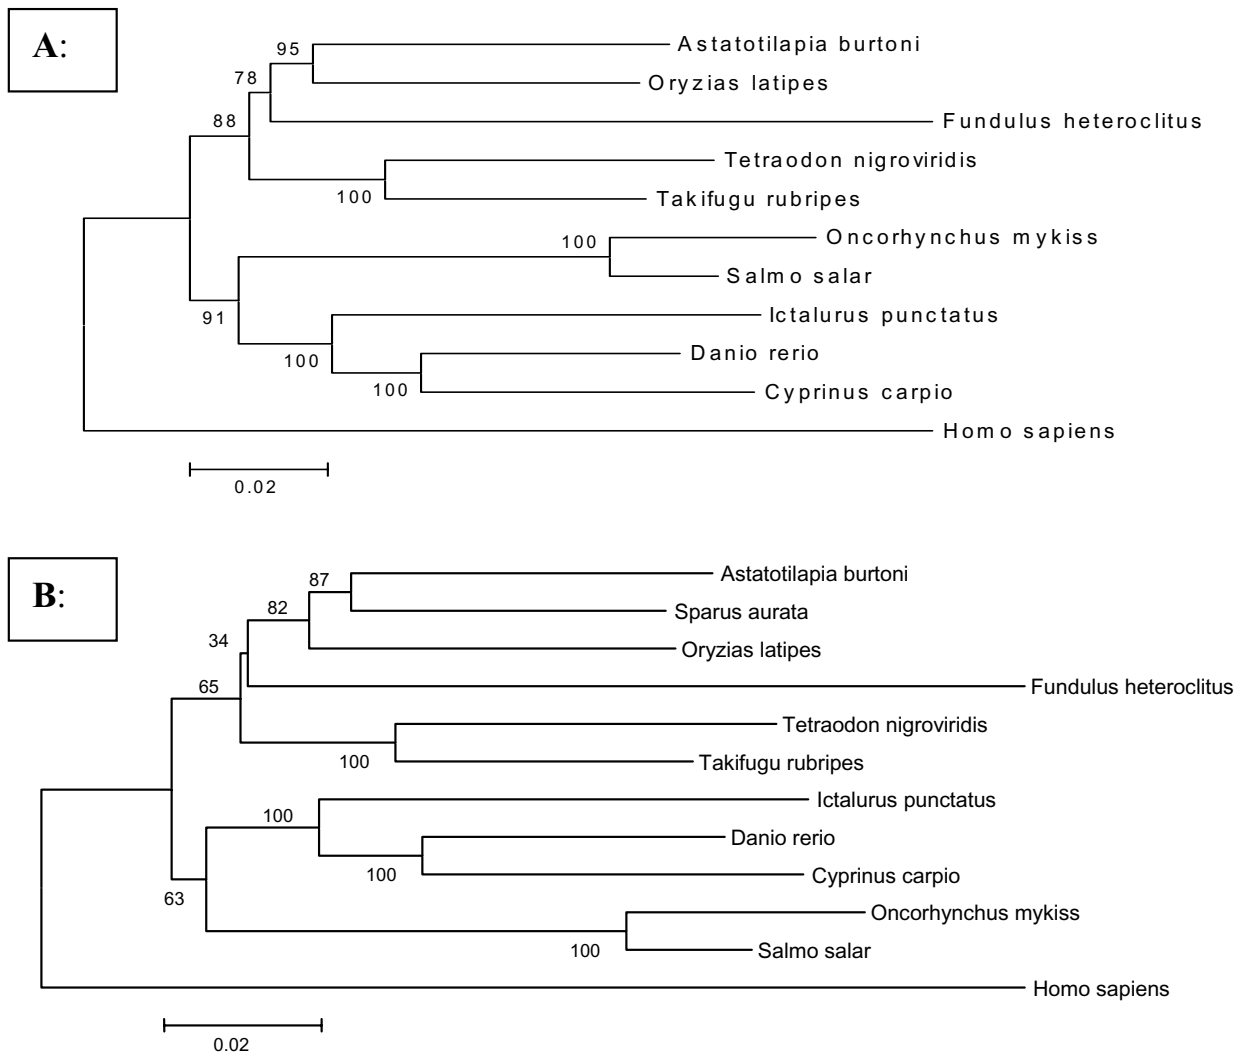 A:
95
Astatotilapia burtoni
Oryzias latipes
78
Fundulus heteroclitus
88
Tetraodon nigroviridis
100
Takifugu rubripes
100
Oncorhynchus mykiss
Salmo salar
91
Ictalurus punctatus
100
Danio rerio
100
Cyprinus carpio
Homo sapiens
0.02
B:
87
Astatotilapia burtoni
82
Sparus aurata
34
Oryzias latipes
65
Fundulus heteroclitus
Tetraodon nigroviridis
100
Takifugu rubripes
100
Ictalurus punctatus
Danio rerio
100
Cyprinus carpio
63
Oncorhynchus mykiss
100
Salmo salar
Homo sapiens
0.02